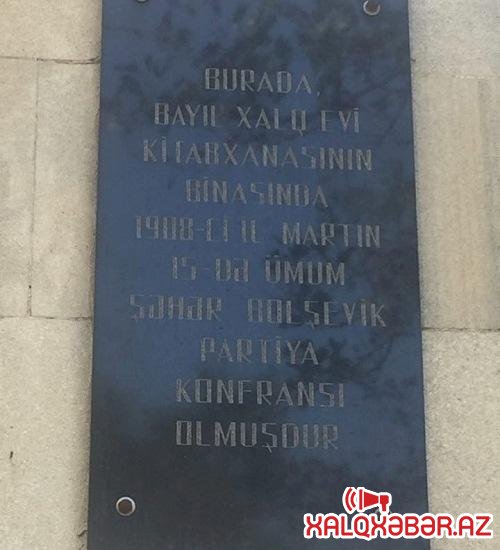 BURADA,
BAYIL XALQ EVİ
KİTABXANASININ
BİNASINDA
1908-Cİ İL MARTIN
15-DƏ ÜMUM
ŞƏHƏR BOLŞEVİK
PARTİYA
KONFRANSI
OLMUŞDUR
XALQXƏBƏR.AZ